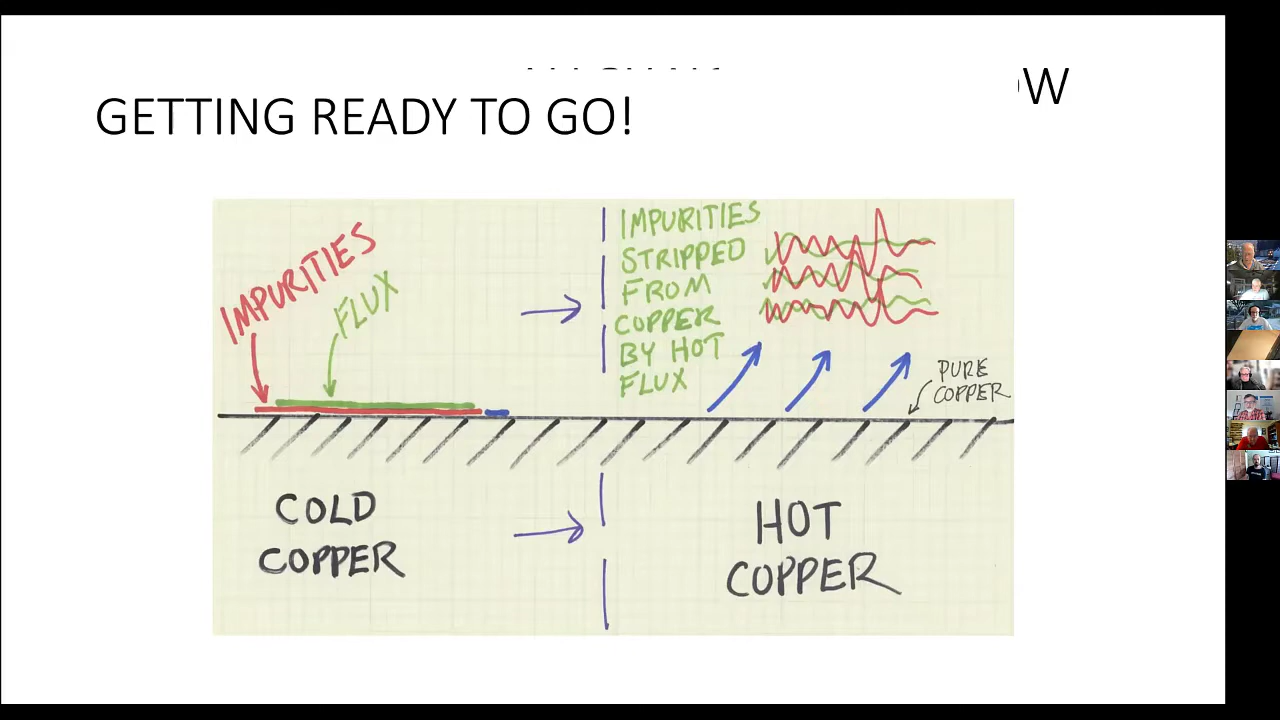 GETTING READY TO GO!
OW
IMPURITIES
FLUX
IMPURITIES
STRIPPED
FROM
COPPER
BY HOT
FLUX
PURE
COPPER
COLD
COPPER
HOT
COPPER